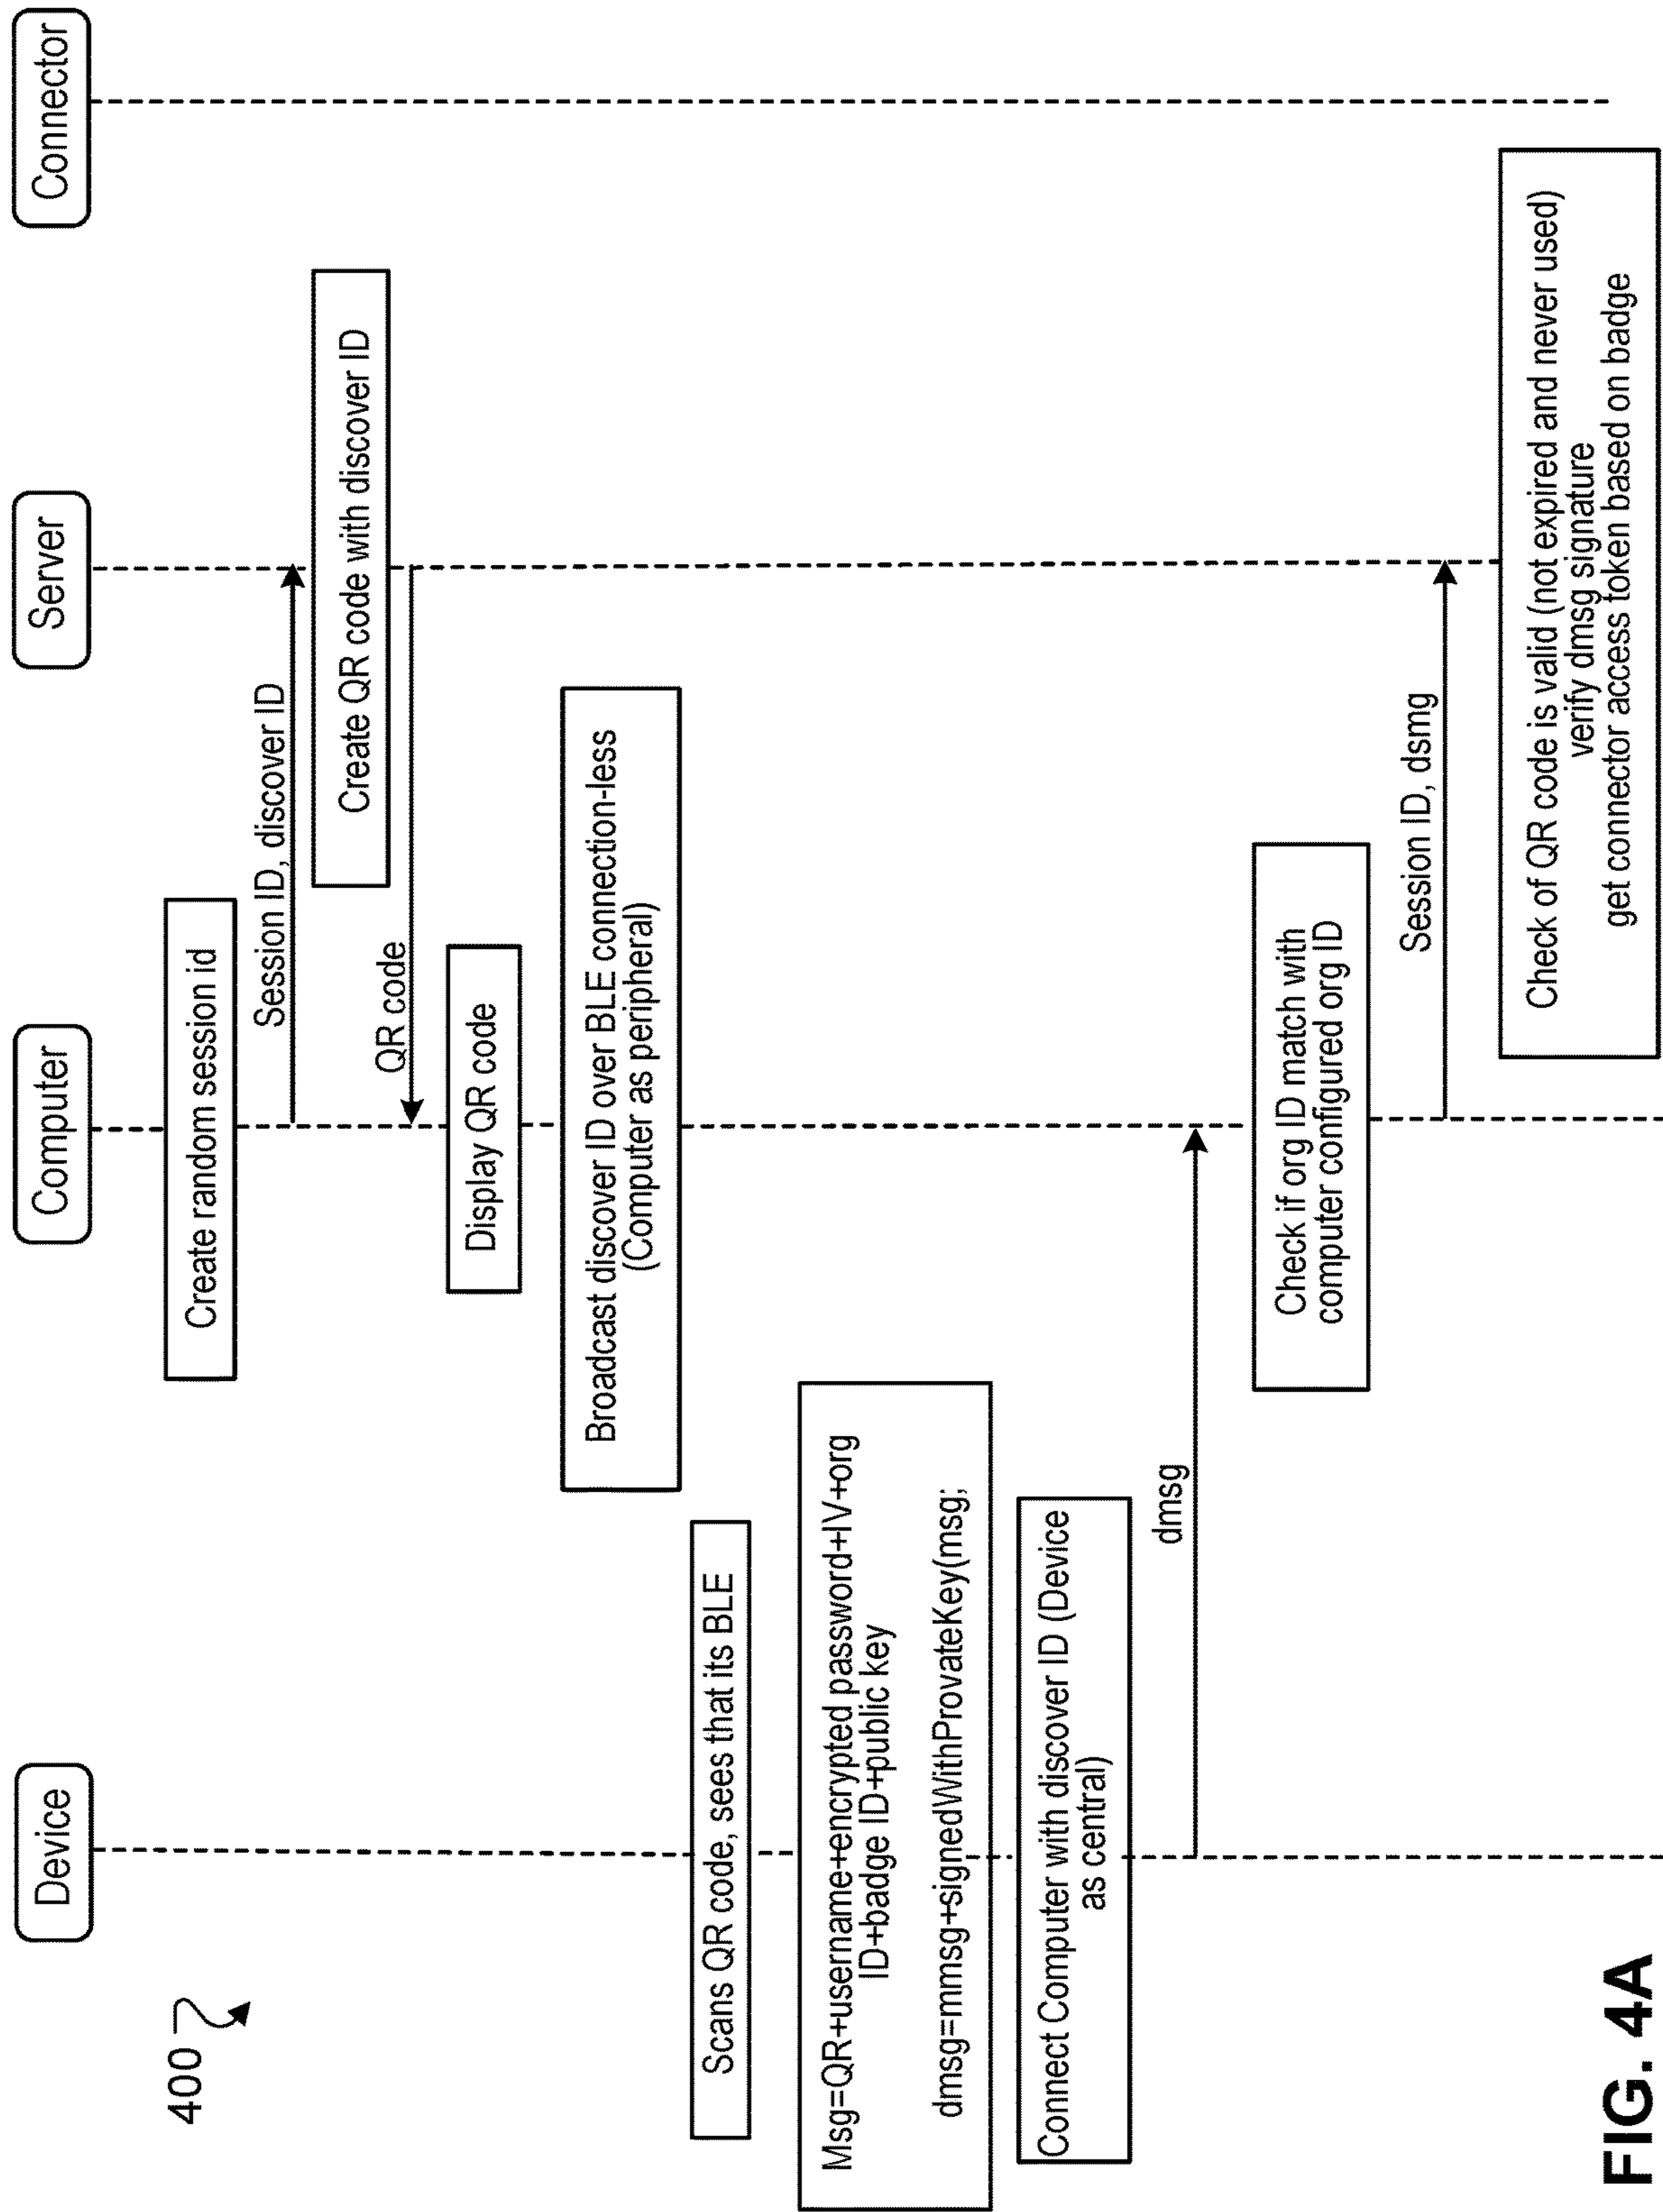 400
Device
Computer
Server
Connector
Create random session id
Session ID, discover ID
Create QR code with discover ID
QR code
Display QR code
Broadcast discover ID over BLE connection-less
(Computer as peripheral)
Scans QR code, sees that its BLE
Msg=QR+username+encrypted password+IV+org
ID+badge ID+public key
dmsg=mmsg+signedWithProvateKey(msg;
Connect Computer with discover ID (Device
as central)
dmsg
Check if org ID match with
computer configured org ID
Session ID, dsmg
Check of QR code is valid (not expired and never used)
verify dmsg signature
get connector access token based on badge
FIG. 4A